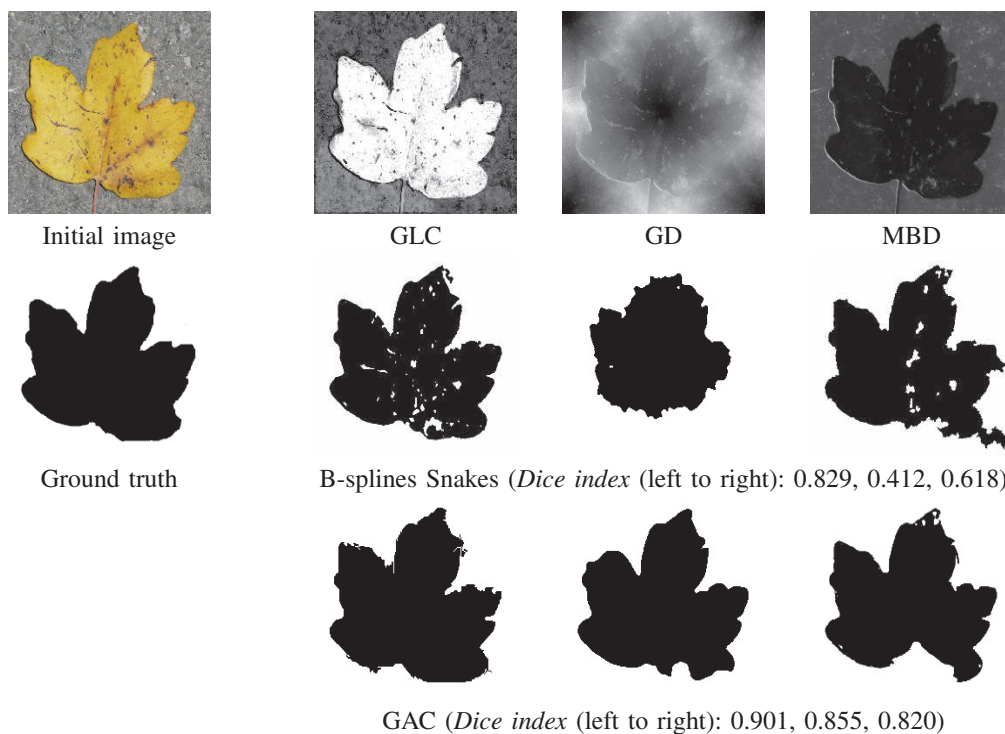 Initial image
GLC
GD
MBD
Ground truth
B-splines Snakes (Dice index (left to right): 0.829, 0.412, 0.618)
GAC (Dice index (left to right): 0.901, 0.855, 0.820)